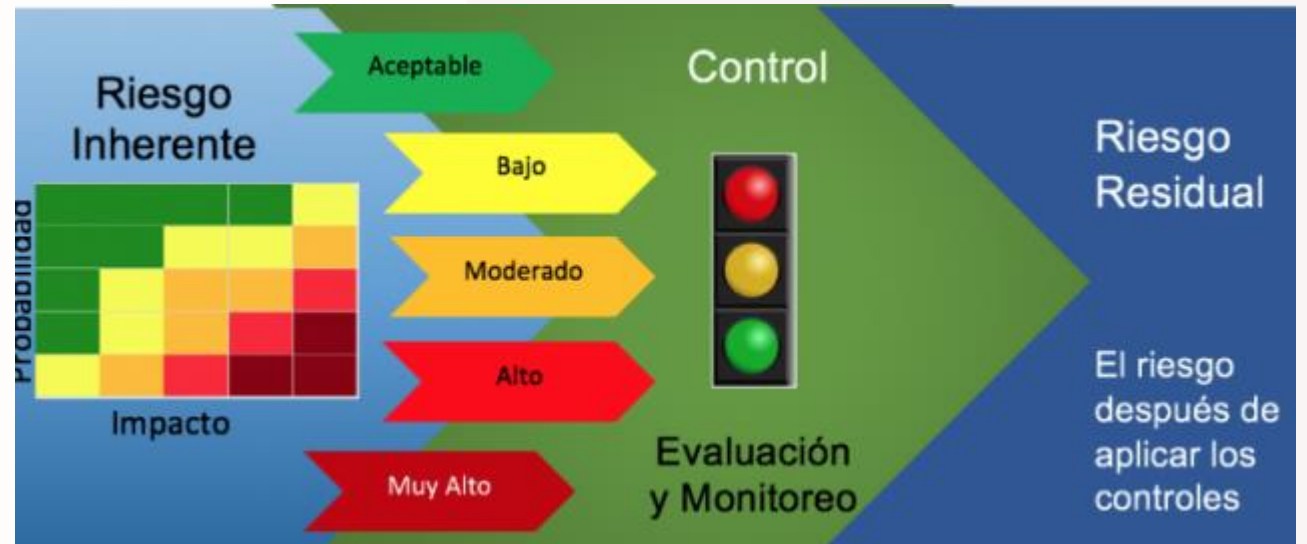 Riesgo
Inherente
Probabilidad
Impacto
Aceptable
Bajo
Moderado
Alto
Muy Alto
Control
Evaluación
y Monitoreo
Riesgo
Residual
El riesgo
después de
aplicar los
controles